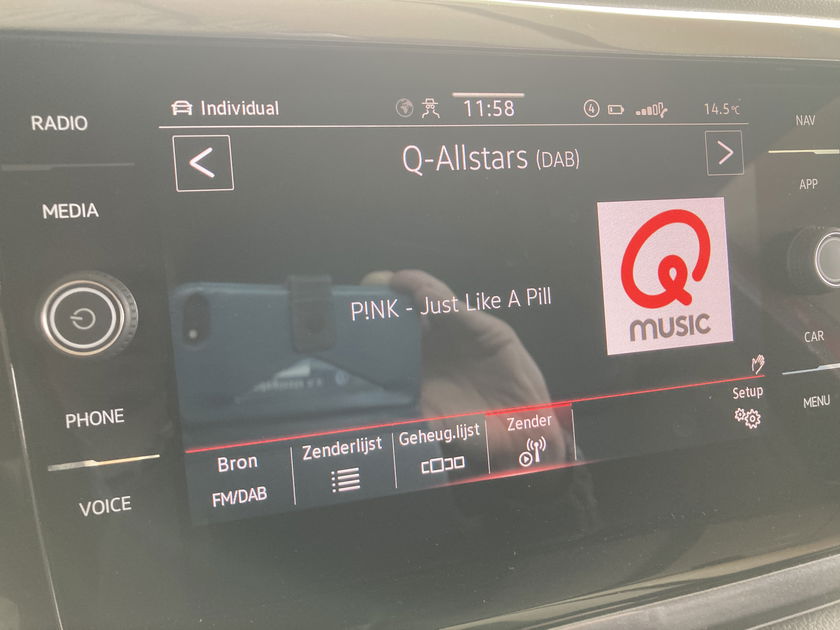 RADIO
MEDIA
PHONE
VOICE
Individual
11:58
4
14.5°C
Q-Allstars (DAB)
P!NK - Just Like A Pill
Q
MUSIC
Bron
FM/DAB
Zenderlijst
Geheug.lijst
Zender
Setup
NAV
APP
CAR
MENU